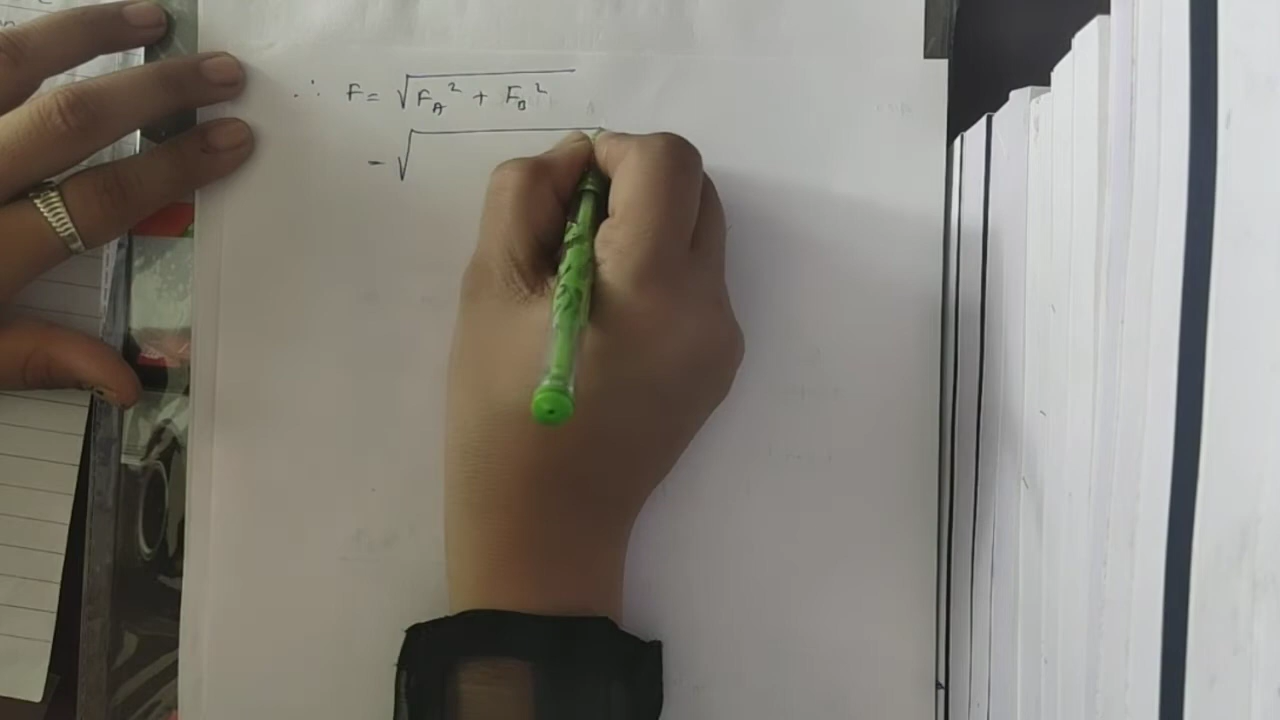 ∴ F = √(F_A² + F_B²)
= √